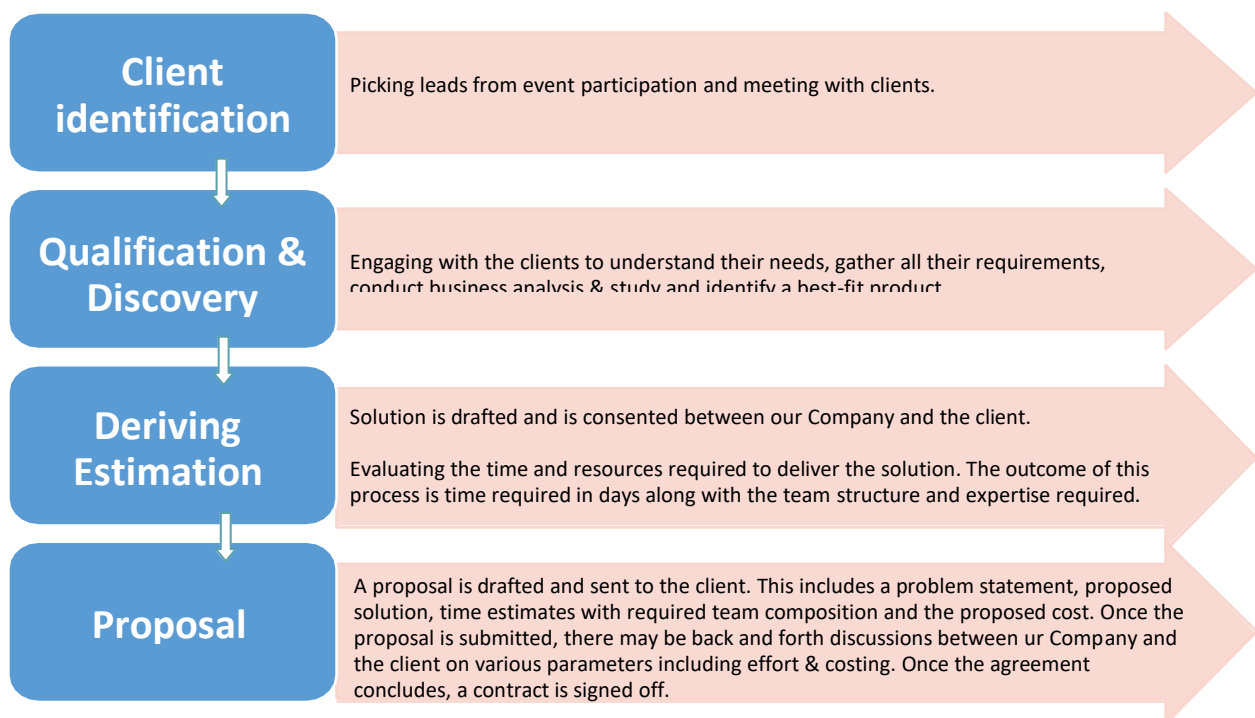 Client
identification
Picking leads from event participation and meeting with clients.
Qualification &
Discovery
Engaging with the clients to understand their needs, gather all their requirements,
conduct business analysis & study and identify a best-fit product
Deriving
Estimation
Solution is drafted and is consented between our Company and the client.
Evaluating the time and resources required to deliver the solution. The outcome of this
process is time required in days along with the team structure and expertise required.
Proposal
A proposal is drafted and sent to the client. This includes a problem statement, proposed
solution, time estimates with required team composition and the proposed cost. Once the
proposal is submitted, there may be back and forth discussions between ur Company and
the client on various parameters including effort & costing. Once the agreement
concludes, a contract is signed off.